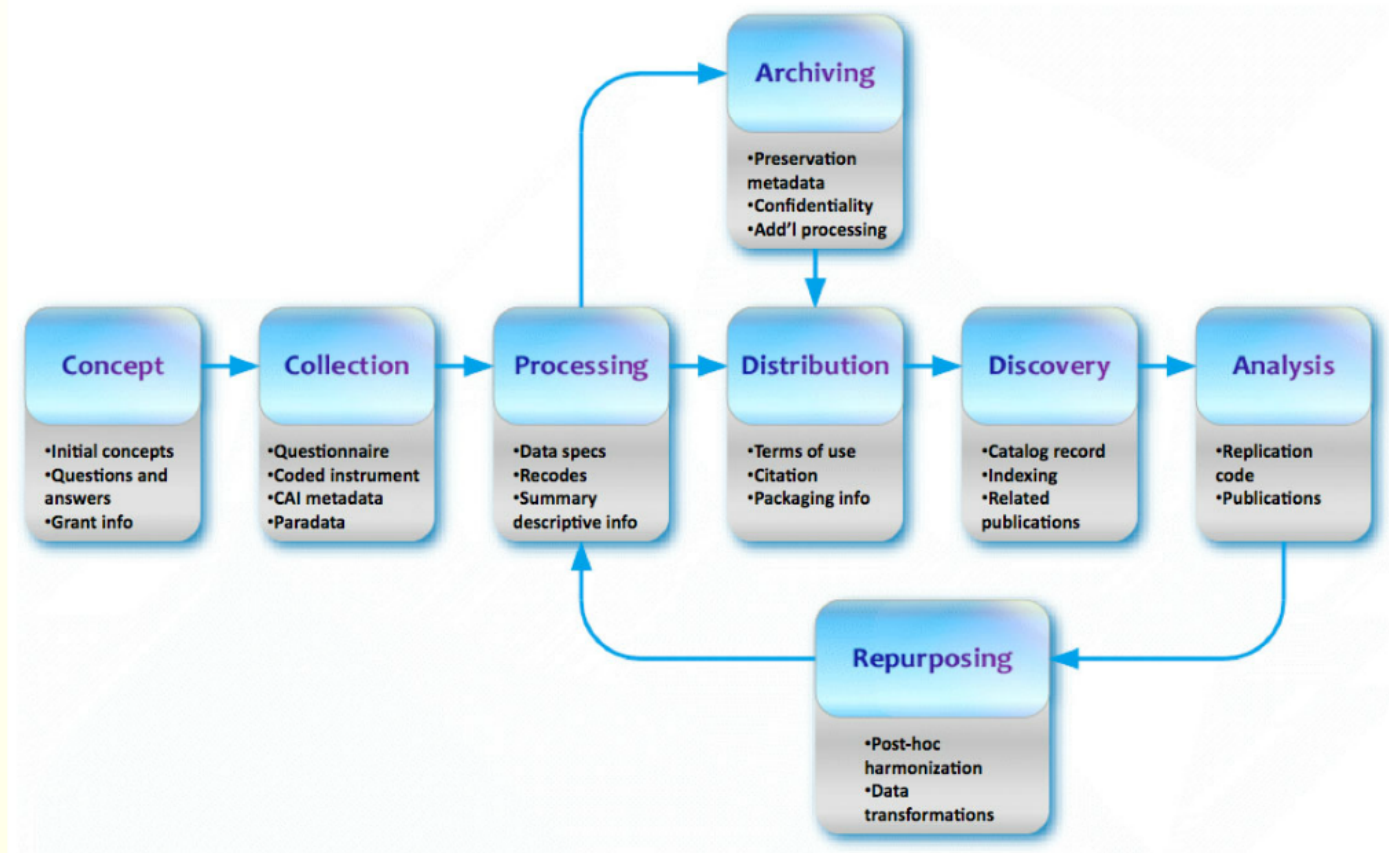 Archiving
•Preservation
metadata
•Confidentiality
•Add'l processing
Concept
•Initial concepts
•Questions and
answers
•Grant info
Collection
•Questionnaire
•Coded instrument
•CAI metadata
•Paradata
Processing
•Data specs
•Recodes
•Summary
descriptive info
Distribution
•Terms of use
•Citation
•Packaging info
Discovery
•Catalog record
•Indexing
•Related
publications
Analysis
•Replication
code
•Publications
Repurposing
•Post-hoc
harmonization
•Data
transformations